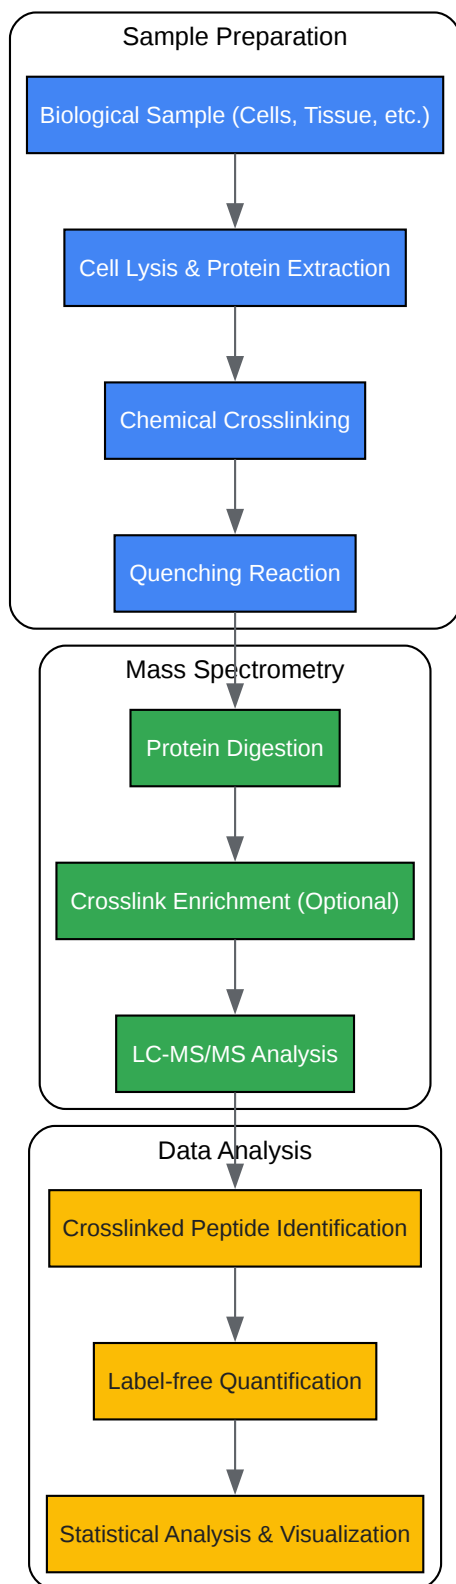 Sample Preparation
Biological Sample (Cells, Tissue, etc.)
Cell Lysis & Protein Extraction
Chemical Crosslinking
Quenching Reaction
Mass Spectrometry
Protein Digestion
Crosslink Enrichment (Optional)
LC-MS/MS Analysis
Data Analysis
Crosslinked Peptide Identification
Label-free Quantification
Statistical Analysis & Visualization